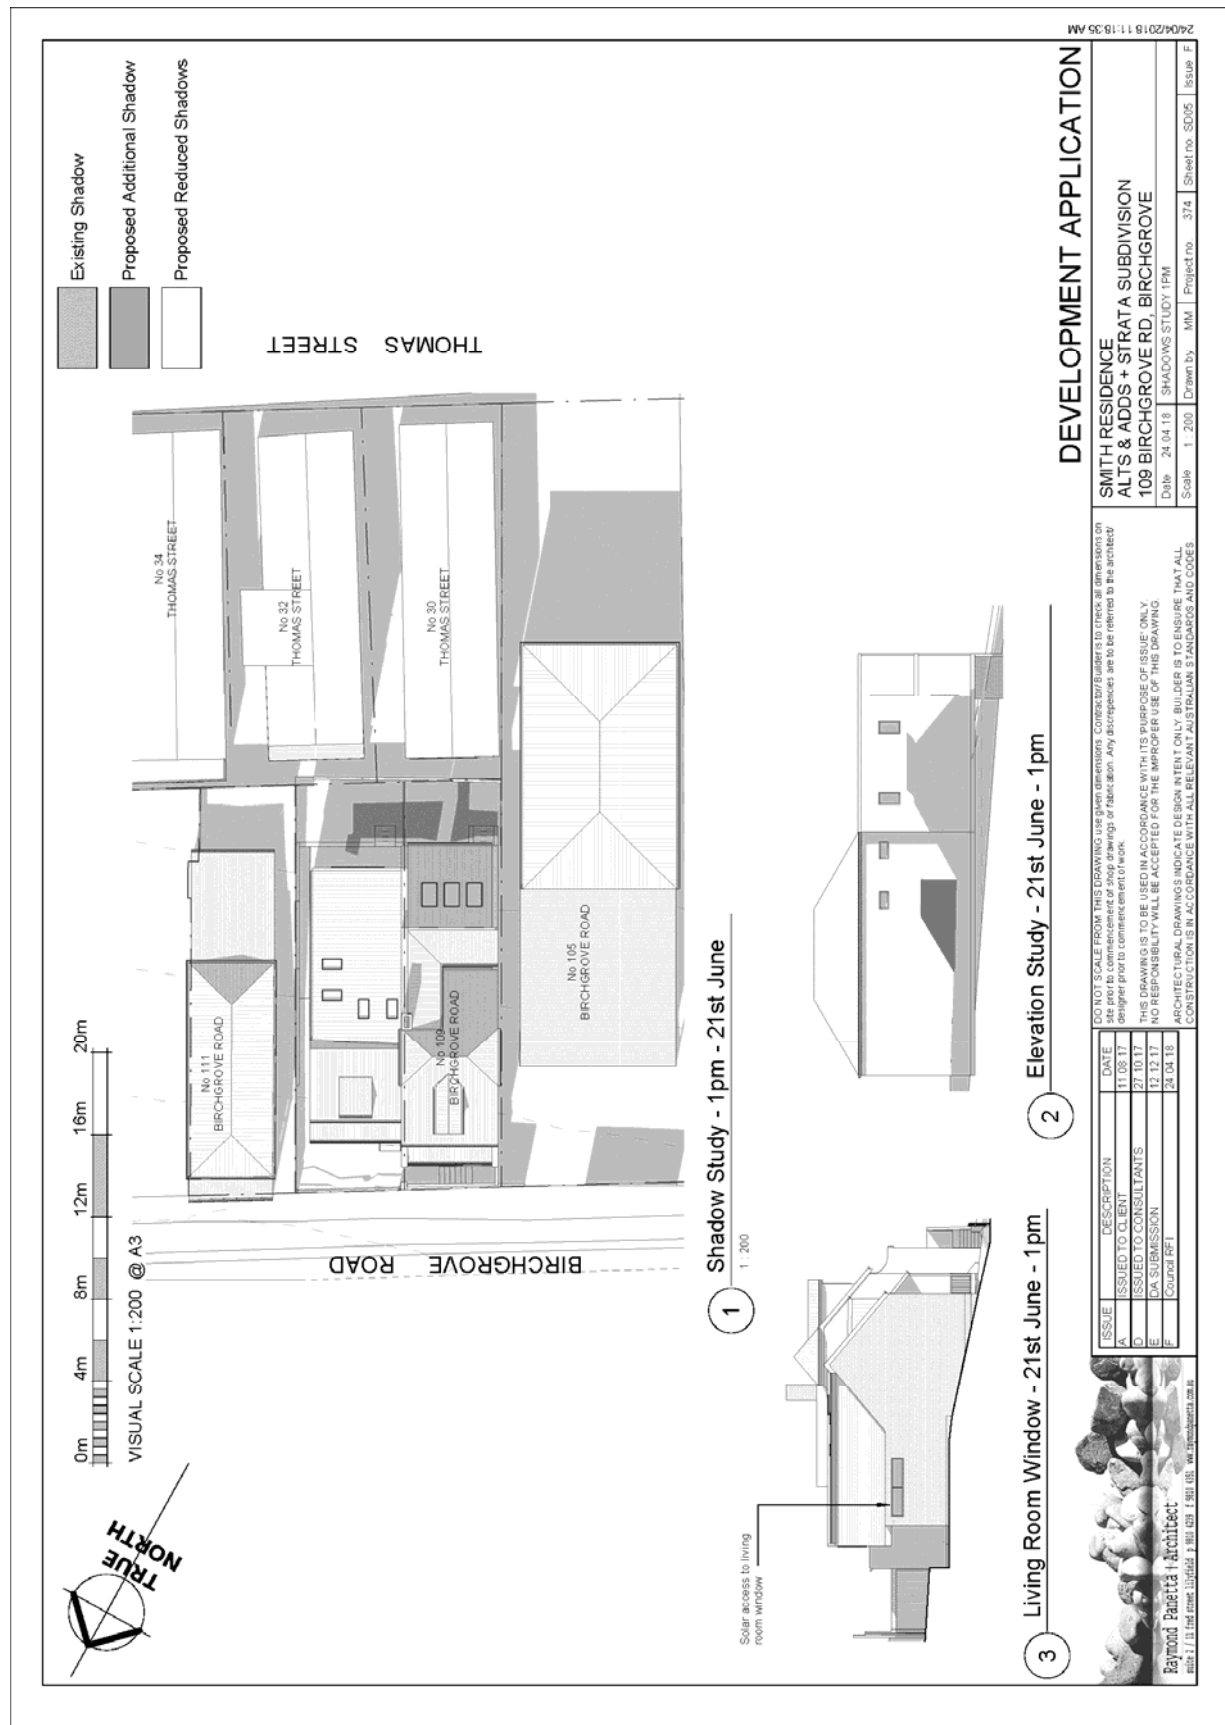 24/04/2018 11:18:35 AM
Existing Shadow
Proposed Additional Shadow
Proposed Reduced Shadows
0m 4m 8m 12m 16m 20m
VISUAL SCALE 1:200 @ A3
TRUE
NORTH
THOMAS STREET
No 34
THOMAS STREET
No 32
THOMAS STREET
No 30
THOMAS STREET
No 111
BIRCHGROVE ROAD
No 109
BIRCHGROVE ROAD
No 105
BIRCHGROVE ROAD
BIRCHGROVE ROAD
1
Shadow Study - 1pm - 21st June
1 : 200
Solar access to living
room window
3
Living Room Window - 21st June - 1pm
2
Elevation Study - 21st June - 1pm
DEVELOPMENT APPLICATION
Raymond Panetta | Architect
ISSUE DESCRIPTION DATE
A ISSUED TO CLIENT 11 08 17
D ISSUED TO CONSULTANTS 27 10 17
E DA SUBMISSION 12 12 17
F Council RFI 24 04 18
DO NOT SCALE FROM THIS DRAWING use given dimensions. Contractor/ Builder is to check all dimensions on
site prior to commencement of shop drawings or fabrication. Any discrepencies are to be referred to the architect/
designer prior to commencement of work.
THIS DRAWING IS TO BE USED IN ACCORDANCE WITH ITS 'PURPOSE OF ISSUE' ONLY.
NO RESPONSIBILITY WILL BE ACCEPTED FOR THE IMPROPER USE OF THIS DRAWING.
ARCHITECTURAL DRAWINGS INDICATE DESIGN INTENT ONLY. BUILDER IS TO ENSURE THAT ALL
CONSTRUCTION IS IN ACCORDANCE WITH ALL RELEVANT AUSTRALIAN STANDARDS AND CODES
SMITH RESIDENCE
ALTS & ADDS + STRATA SUBDIVISION
109 BIRCHGROVE RD, BIRCHGROVE
Date 24.04.18 SHADOWS STUDY 1PM
Scale 1 : 200 Drawn by MM Project no 374 Sheet no. SD05 Issue F